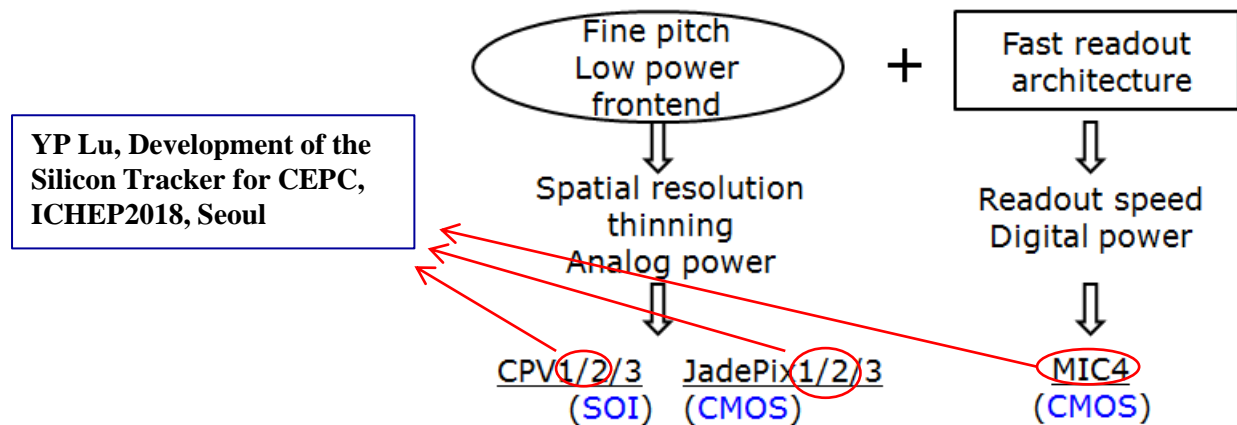 Fine pitch
Low power
frontend
+
Fast readout
architecture
YP Lu, Development of the
Silicon Tracker for CEPC,
ICHEP2018, Seoul
Spatial resolution
thinning
Analog power
Readout speed
Digital power
CPV1/2/3
(SOI)
JadePix1/2/3
(CMOS)
MIC4
(CMOS)